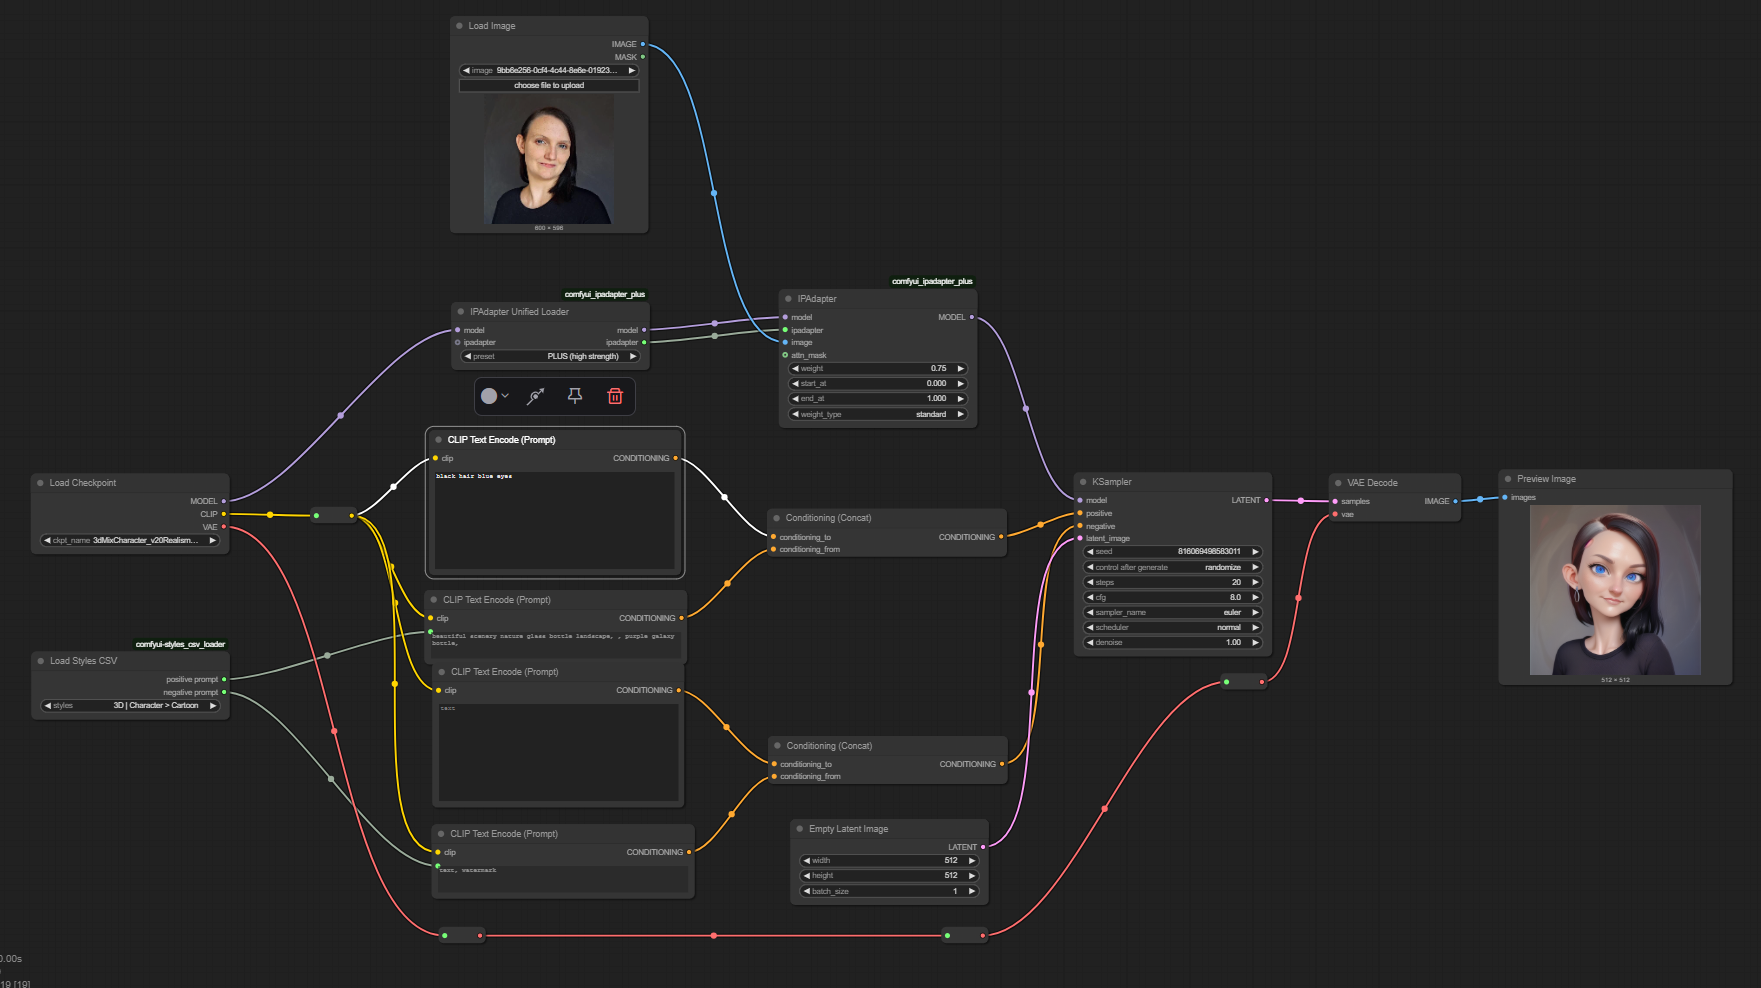 Load Image
IMAGE
MASK
image 9bb6e256-0cf4-4c44-8e6e-01923...
choose file to upload
600 × 598
comfyui_ipadapter_plus
IPAdapter Unified Loader
model model
ipadapter ipadapter
preset PLUS (high strength)
comfyui_ipadapter_plus
IPAdapter
model MODEL
ipadapter
image
attn_mask
weight 0.75
start_at 0.000
end_at 1.000
weight_type standard
Load Checkpoint
MODEL
CLIP
VAE
ckpt_name 3dMixCharacter_v20Realism...
comfyui-styles_csv_loader
Load Styles CSV
positive prompt
negative prompt
styles 3D | Character > Cartoon
CLIP Text Encode (Prompt)
clip CONDITIONING
black hair blue eyes
CLIP Text Encode (Prompt)
clip CONDITIONING
beautiful scenery nature glass bottle landscape, , purple galaxy
bottle,
CLIP Text Encode (Prompt)
clip CONDITIONING
text
CLIP Text Encode (Prompt)
clip CONDITIONING
text, watermark
Conditioning (Concat)
conditioning_to CONDITIONING
conditioning_from
Conditioning (Concat)
conditioning_to CONDITIONING
conditioning_from
Empty Latent Image
LATENT
width 512
height 512
batch_size 1
KSampler
model LATENT
positive
negative
latent_image
seed 816069498583011
control after generate randomize
steps 20
cfg 8.0
sampler_name euler
scheduler normal
denoise 1.00
VAE Decode
samples IMAGE
vae
Preview Image
images
512 × 512
0.00s
19 [19]